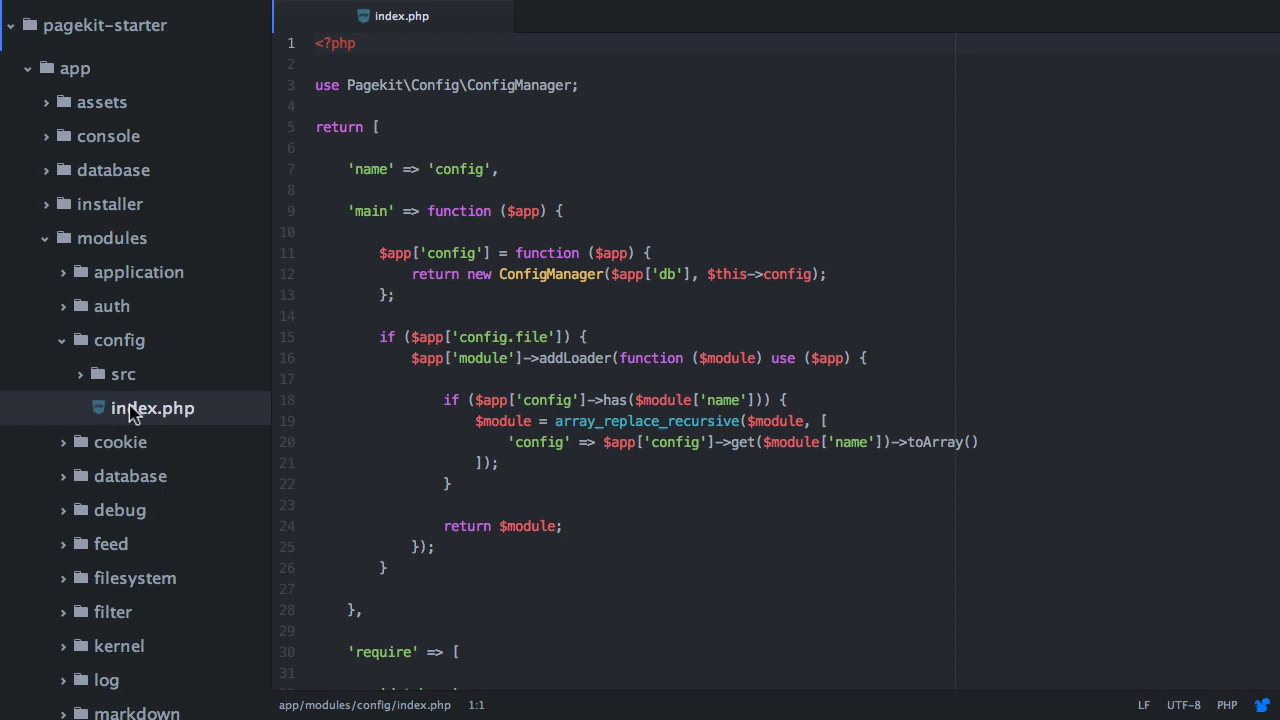 pagekit-starter
app
assets
console
database
installer
modules
application
auth
config
src
index.php
cookie
database
debug
feed
filesystem
filter
kernel
log
markdown
index.php
1 <?php
2
3 use Pagekit\Config\ConfigManager;
4
5 return [
6
7 'name' => 'config',
8
9 'main' => function ($app) {
10
11 $app['config'] = function ($app) {
12 return new ConfigManager($app['db'], $this->config);
13 };
14
15 if ($app['config.file']) {
16 $app['module']->addLoader(function ($module) use ($app) {
17
18 if ($app['config']->has($module['name'])) {
19 $module = array_replace_recursive($module, [
20 'config' => $app['config']->get($module['name'])->toArray()
21 ]);
22 }
23
24 return $module;
25 });
26 }
27
28 },
29
30 'require' => [
31
app/modules/config/index.php 1:1 LF UTF-8 PHP